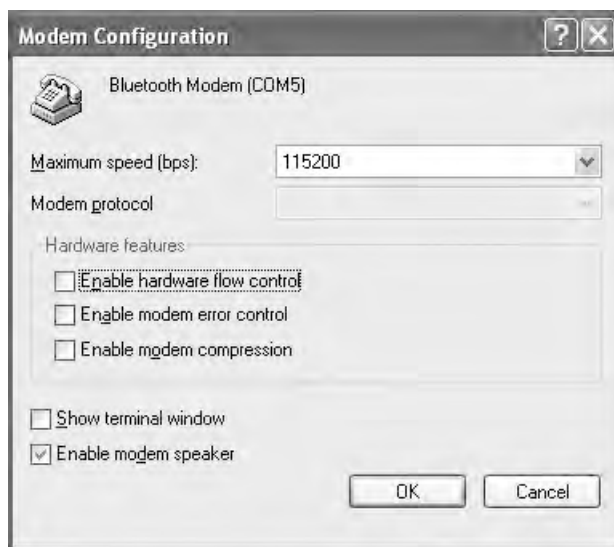 Modem Configuration
Bluetooth Modem (COM5)
Maximum speed (bps): 115200
Modem protocol
Hardware features
Enable hardware flow control
Enable modem error control
Enable modem compression
Show terminal window
Enable modem speaker
OK Cancel